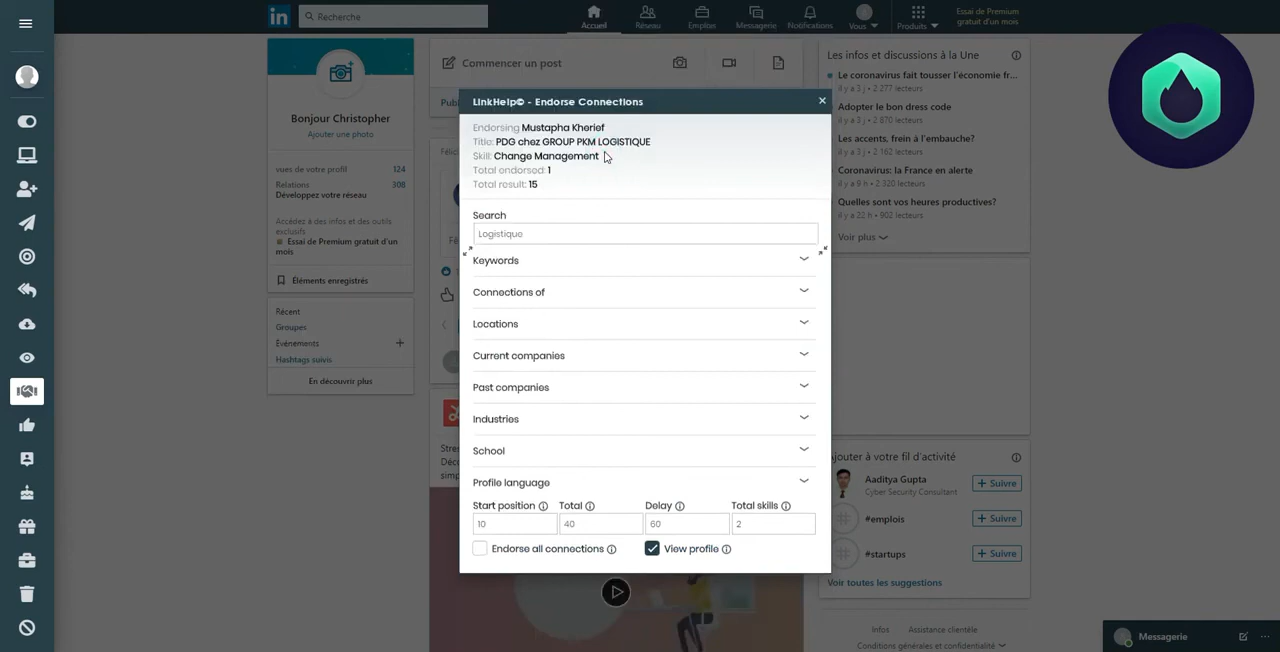 in
Recherche
Accueil
Réseau
Emplois
Messagerie
Notifications
Vous
Produits
Essai de Premium
gratuit d'un mois
Bonjour Christopher
Ajouter une photo
vues de votre profil 124
Relations 308
Développez votre réseau
Accédez à des infos et des outils
exclusifs
Essai de Premium gratuit d'un
mois
Éléments enregistrés
Récent
Groupes
Événements
Hashtags suivis
En découvrir plus
Commencer un post
LinkHelp© - Endorse Connections
Endorsing Mustapha Kherief
Title: PDG chez GROUP PKM LOGISTIQUE
Skill: Change Management
Total endorsed: 1
Total result: 15
Search
Logistique
Keywords
Connections of
Locations
Current companies
Past companies
Industries
School
Profile language
Start position Total Delay Total skills
10 40 60 2
Endorse all connections View profile
Les infos et discussions à la Une
Le coronavirus fait tousser l'économie fr...
il y a 3 j • 2 277 lecteurs
Adopter le bon dress code
il y a 3 j • 2 870 lecteurs
Les accents, frein à l'embauche?
il y a 3 j • 2 162 lecteurs
Coronavirus: la France en alerte
il y a 9 h • 2 320 lecteurs
Quelles sont vos heures productives?
il y a 22 h • 902 lecteurs
Voir plus
Ajouter à votre fil d'activité
Aaditya Gupta
Cyber Security Consultant
+ Suivre
#emplois
+ Suivre
#startups
+ Suivre
Voir toutes les suggestions
Infos Assistance clientèle
Conditions générales et confidentialité
Messagerie